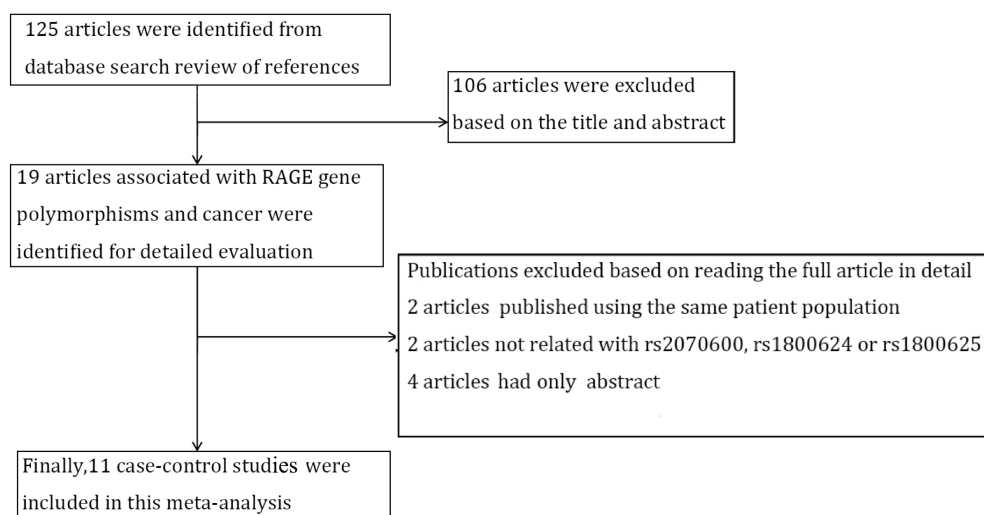 125 articles were identified from
database search review of references
106 articles were excluded
based on the title and abstract
19 articles associated with RAGE gene
polymorphisms and cancer were
identified for detailed evaluation
Publications excluded based on reading the full article in detail
2 articles published using the same patient population
2 articles not related with rs2070600, rs1800624 or rs1800625
4 articles had only abstract
Finally,11 case-control studies were
included in this meta-analysis